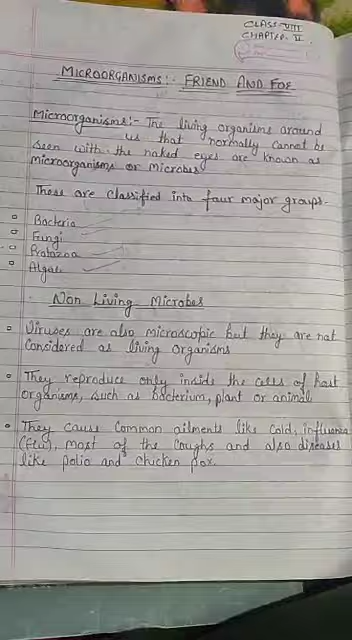 CLASS-VIII
CHAPTER-II
MICROORGANISMS:- FRIEND AND FOE
Microorganisms:- The living organisms around
us that normally cannot be
seen with the naked eyes are known as
microorganisms or microbes
These are classified into four major groups-
Bacteria
Fungi
Protozoa
Algae
Non Living Microbes
Viruses are also microscopic but they are not
considered as living organisms
They reproduce only inside the cells of host
organisms, such as bacterium, plant or animal
They cause common ailments like cold, influenza
(flu), most of the coughs and also diseases
like polio and chicken pox.